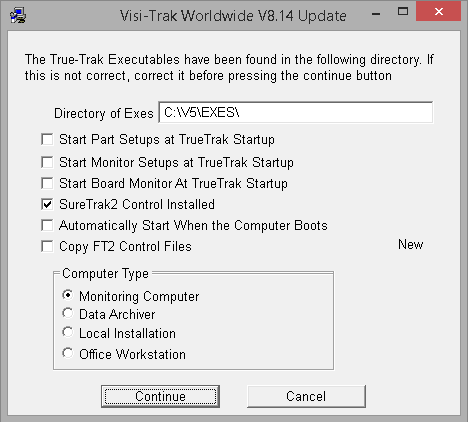 Visi-Trak Worldwide V8.14 Update
The True-Trak Executables have been found in the following directory. If
this is not correct, correct it before pressing the continue button
Directory of Exes C:\V5\EXES\
Start Part Setups at TrueTrak Startup
Start Monitor Setups at TrueTrak Startup
Start Board Monitor At TrueTrak Startup
SureTrak2 Control Installed
Automatically Start When the Computer Boots
Copy FT2 Control Files New
Computer Type
Monitoring Computer
Data Archiver
Local Installation
Office Workstation
Continue Cancel